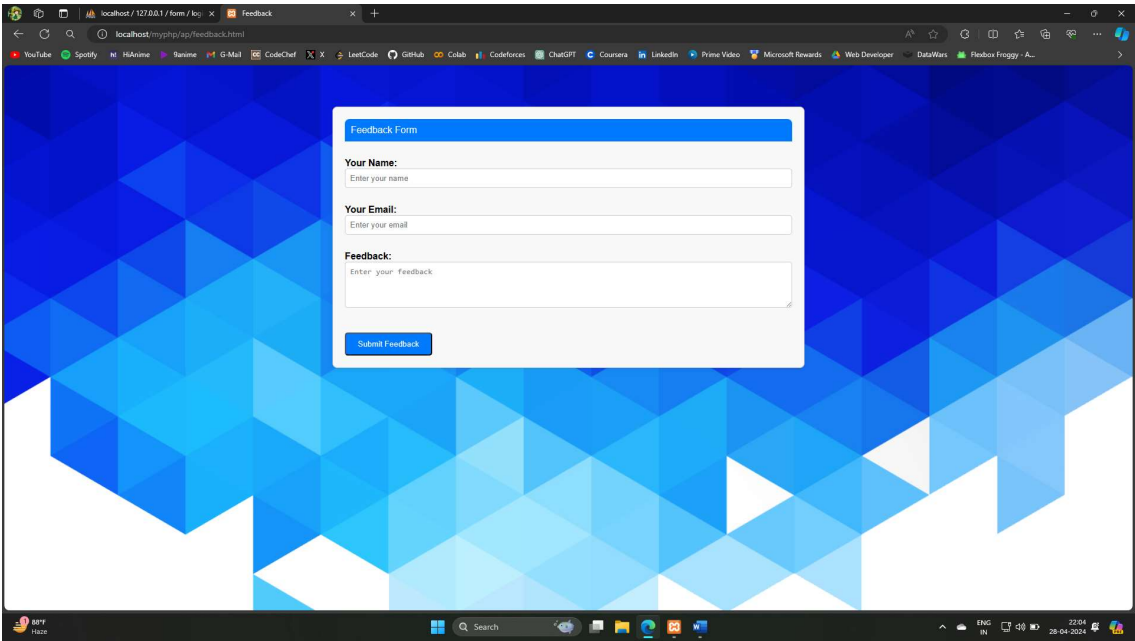 localhost / 127.0.0.1 / form / log
Feedback
localhost/myphp/ap/feedback.html
YouTube Spotify HiAnime 9anime G-Mail CodeChef X LeetCode GitHub Colab Codeforces ChatGPT Coursera LinkedIn Prime Video Microsoft Rewards Web Developer DataWars Flexbox Froggy - A...
Feedback Form
Your Name:
Enter your name
Your Email:
Enter your email
Feedback:
Enter your feedback
Submit Feedback
88°F
Haze
Search
ENG
IN
22:04
28-04-2024